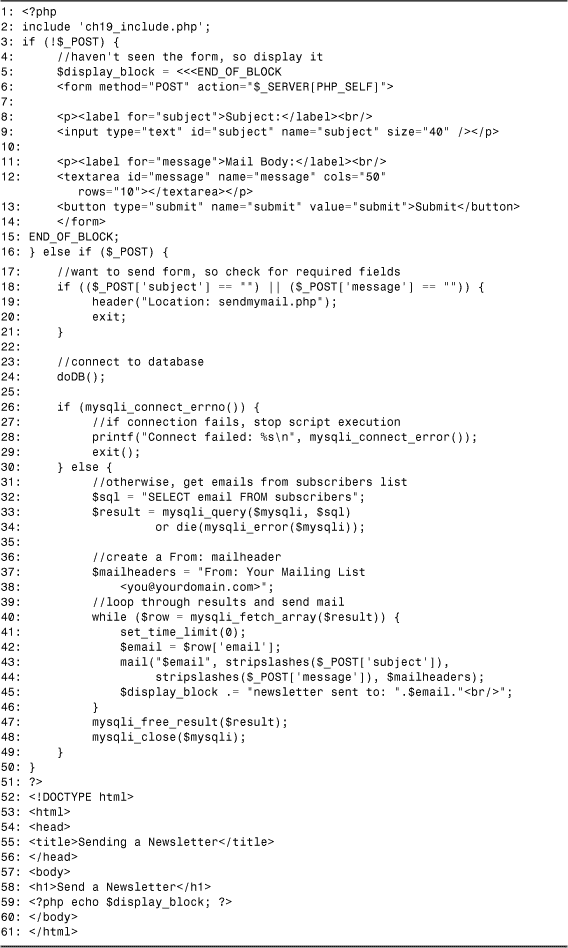 1: <?php
2: include 'ch19_include.php';
3: if (!$_POST) {
4:     //haven't seen the form, so display it
5:     $display_block = <<<END_OF_BLOCK
6:     <form method="POST" action="$_SERVER[PHP_SELF]">
7:
8:     <p><label for="subject">Subject:</label><br/>
9:     <input type="text" id="subject" name="subject" size="40" /></p>
10:
11:     <p><label for="message">Mail Body:</label><br/>
12:     <textarea id="message" name="message" cols="50"
           rows="10"></textarea></p>
13:     <button type="submit" name="submit" value="submit">Submit</button>
14:     </form>
15: END_OF_BLOCK;
16: } else if ($_POST) {
17:     //want to send form, so check for required fields
18:     if (($_POST['subject'] == "") || ($_POST['message'] == "")) {
19:          header("Location: sendmymail.php");
20:          exit;
21:     }
22:
23:     //connect to database
24:     doDB();
25:
26:     if (mysqli_connect_errno()) {
27:          //if connection fails, stop script execution
28:          printf("Connect failed: %s\n", mysqli_connect_error());
29:          exit();
30:     } else {
31:          //otherwise, get emails from subscribers list
32:          $sql = "SELECT email FROM subscribers";
33:          $result = mysqli_query($mysqli, $sql)
34:                    or die(mysqli_error($mysqli));
35:
36:          //create a From: mailheader
37:          $mailheaders = "From: Your Mailing List
38:              <you@yourdomain.com>";
39:          //loop through results and send mail
40:          while ($row = mysqli_fetch_array($result)) {
41:              set_time_limit(0);
42:              $email = $row['email'];
43:              mail("$email", stripslashes($_POST['subject']),
44:                   stripslashes($_POST['message']), $mailheaders);
45:              $display_block .= "newsletter sent to: ".$email."<br/>";
46:          }
47:          mysqli_free_result($result);
48:          mysqli_close($mysqli);
49:     }
50: }
51: ?>
52: <!DOCTYPE html>
53: <html>
54: <head>
55: <title>Sending a Newsletter</title>
56: </head>
57: <body>
58: <h1>Send a Newsletter</h1>
59: <?php echo $display_block; ?>
60: </body>
61: </html>